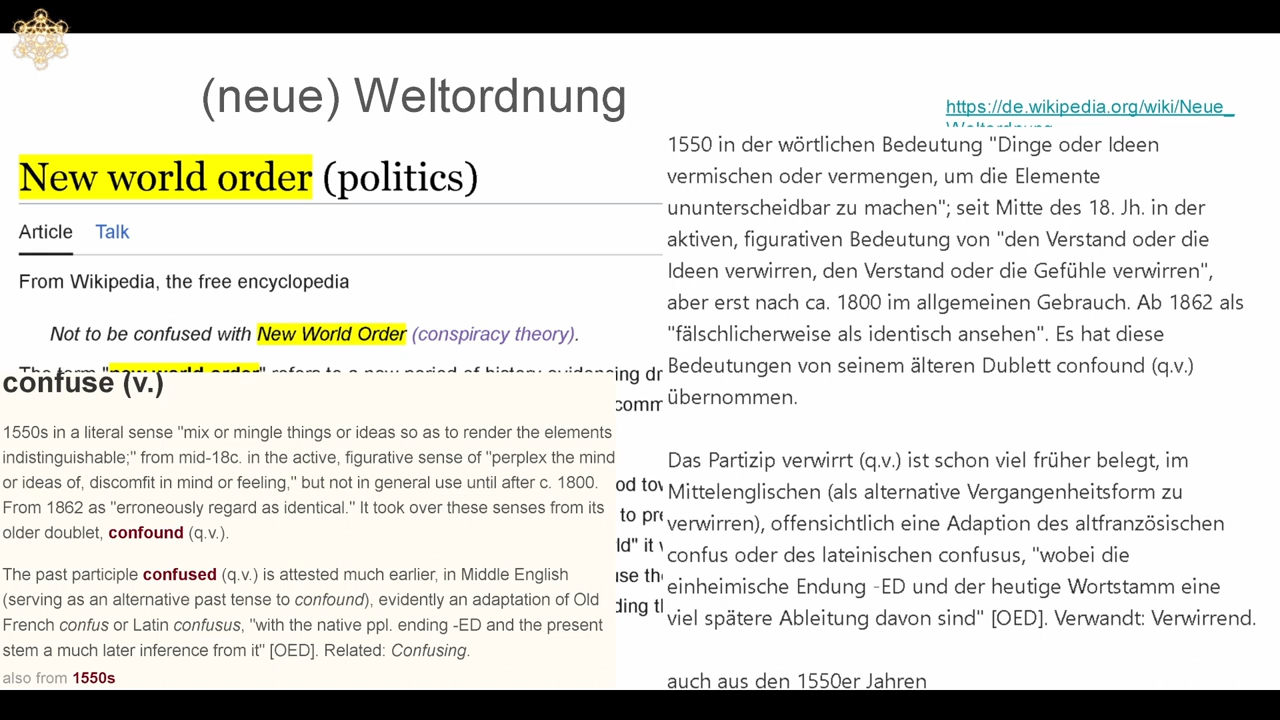 (neue) Weltordnung
https://de.wikipedia.org/wiki/Neue_
New world order (politics)
Article Talk
From Wikipedia, the free encyclopedia
Not to be confused with New World Order (conspiracy theory).
The term "new world order" refers to a new period of history evidencing
confuse (v.)
1550s in a literal sense "mix or mingle things or ideas so as to render the elements
indistinguishable;" from mid-18c. in the active, figurative sense of "perplex the mind
or ideas of, discomfit in mind or feeling," but not in general use until after c. 1800.
From 1862 as "erroneously regard as identical." It took over these senses from its
older doublet, confound (q.v.).
The past participle confused (q.v.) is attested much earlier, in Middle English
(serving as an alternative past tense to confound), evidently an adaptation of Old
French confus or Latin confusus, "with the native ppl. ending -ED and the present
stem a much later inference from it" [OED]. Related: Confusing.
also from 1550s
1550 in der wörtlichen Bedeutung "Dinge oder Ideen
vermischen oder vermengen, um die Elemente
ununterscheidbar zu machen"; seit Mitte des 18. Jh. in der
aktiven, figurativen Bedeutung von "den Verstand oder die
Ideen verwirren, den Verstand oder die Gefühle verwirren",
aber erst nach ca. 1800 im allgemeinen Gebrauch. Ab 1862 als
"fälschlicherweise als identisch ansehen". Es hat diese
Bedeutungen von seinem älteren Dublett confound (q.v.)
übernommen.
Das Partizip verwirrt (q.v.) ist schon viel früher belegt, im
Mittelenglischen (als alternative Vergangenheitsform zu
verwirren), offensichtlich eine Adaption des altfranzösischen
confus oder des lateinischen confusus, "wobei die
einheimische Endung -ED und der heutige Wortstamm eine
viel spätere Ableitung davon sind" [OED]. Verwandt: Verwirrend.
auch aus den 1550er Jahren